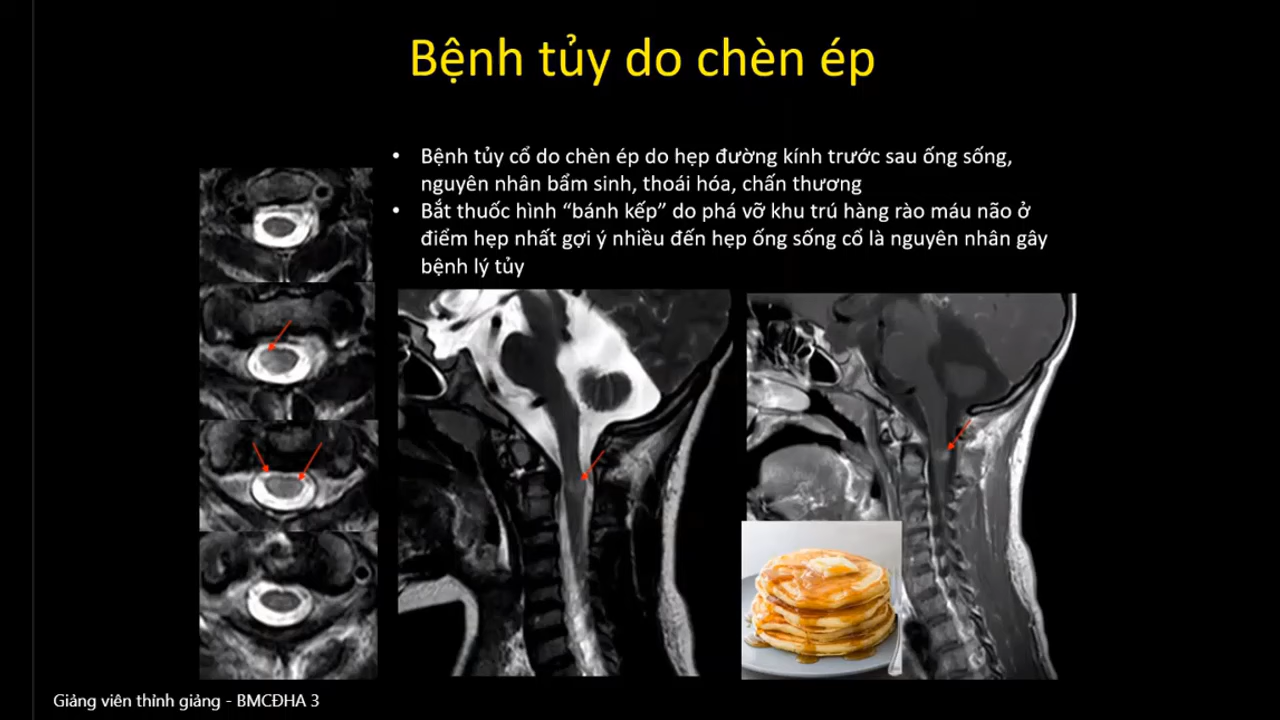 Bệnh tủy do chèn ép
• Bệnh tủy cổ do chèn ép do hẹp đường kính trước sau ống sống,
nguyên nhân bẩm sinh, thoái hóa, chấn thương
• Bắt thuốc hình “bánh kếp” do phá vỡ khu trú hàng rào máu não ở
điểm hẹp nhất gợi ý nhiều đến hẹp ống sống cổ là nguyên nhân gây
bệnh lý tủy
Giảng viên thỉnh giảng - BMCĐHA 3